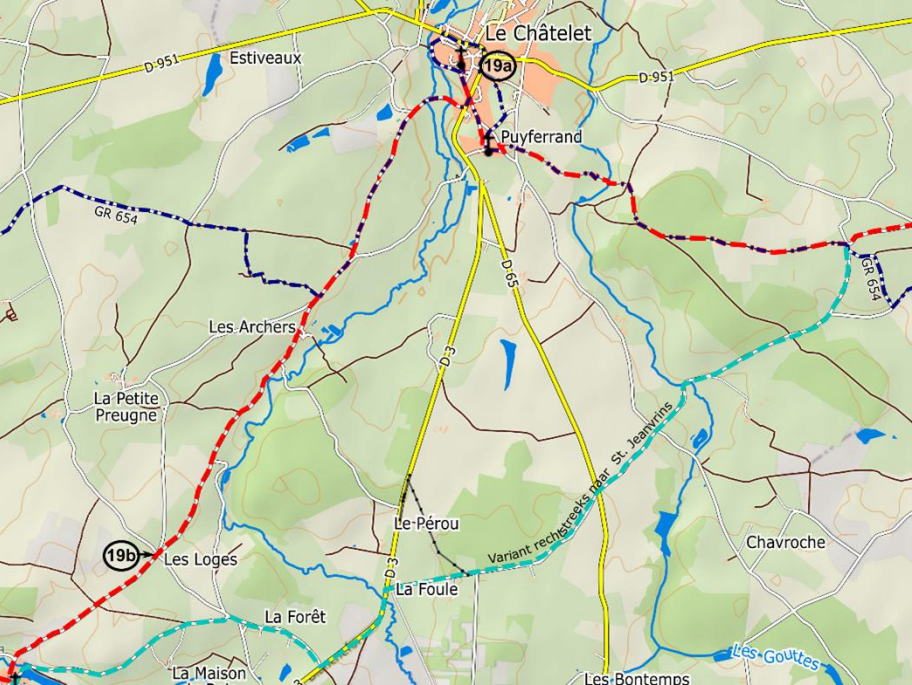 Le Châtelet
D 951
Estiveaux
19a
D 951
Puyferrand
GR 654
GR 654
D 65
Les Archers
D 3
La Petite
Preugne
Variant rechtstreeks naar St. Jeanvrins
Le Pérou
Chavroche
19b
Les Loges
D 3
La Foule
La Forêt
Les Gouttes
La Maison
Les Bontemps
3